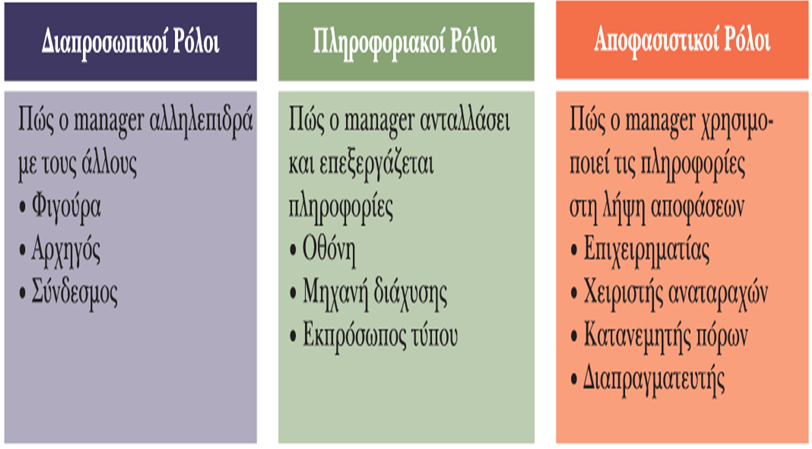 Διαπροσωπικοί Ρόλοι
Πώς ο manager αλληλεπιδρά
με τους άλλους
• Φιγούρα
• Αρχηγός
• Σύνδεσμος
Πληροφοριακοί Ρόλοι
Πώς ο manager ανταλλάσει
και επεξεργάζεται
πληροφορίες
• Οθόνη
• Μηχανή διάχυσης
• Εκπρόσωπος τύπου
Αποφασιστικοί Ρόλοι
Πώς ο manager χρησιμο-
ποιεί τις πληροφορίες
στη λήψη αποφάσεων
• Επιχειρηματίας
• Χειριστής αναταραχών
• Κατανεμητής πόρων
• Διαπραγματευτής